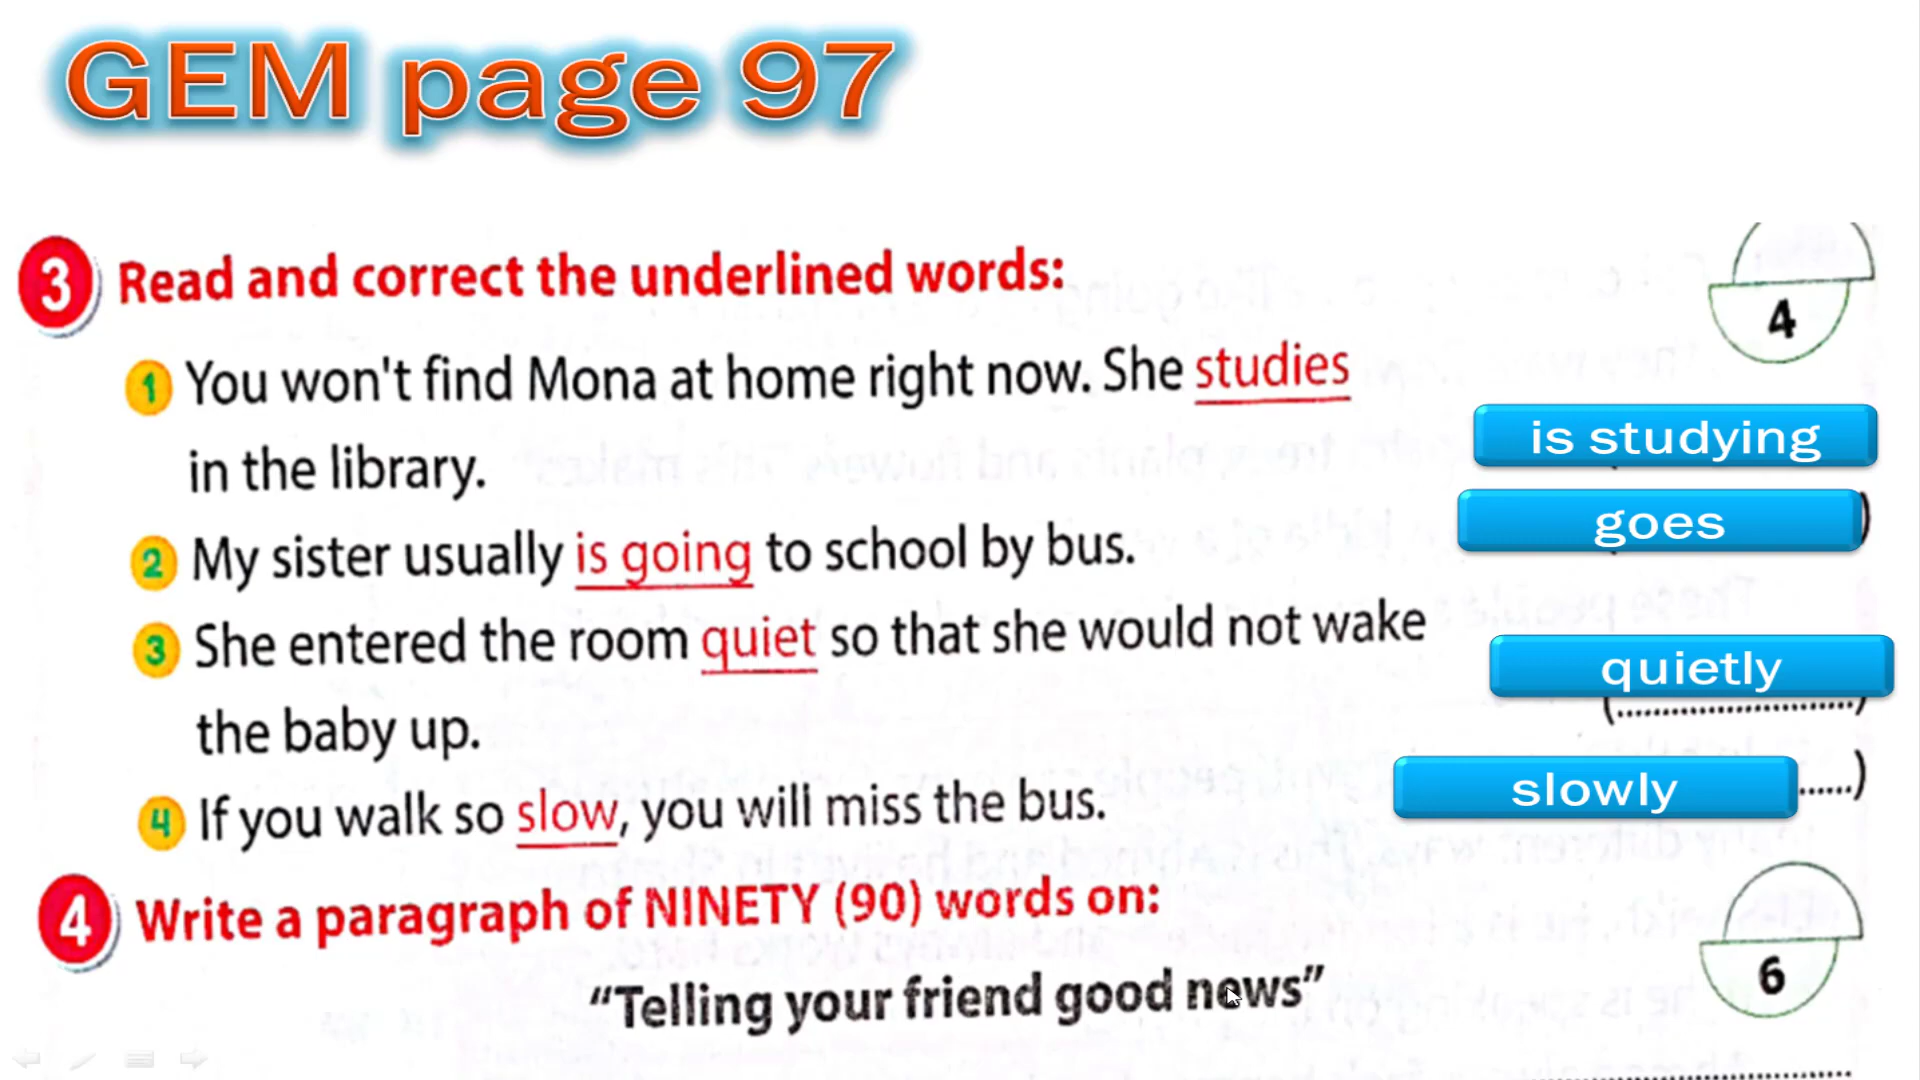 GEM page 97
3 Read and correct the underlined words:
4
1 You won't find Mona at home right now. She studies
is studying
in the library.
goes )
2 My sister usually is going to school by bus.
3 She entered the room quiet so that she would not wake
quietly
(..........................)
the baby up.
4 If you walk so slow, you will miss the bus.
slowly ......)
4 Write a paragraph of NINETY (90) words on:
6
“Telling your friend good news”